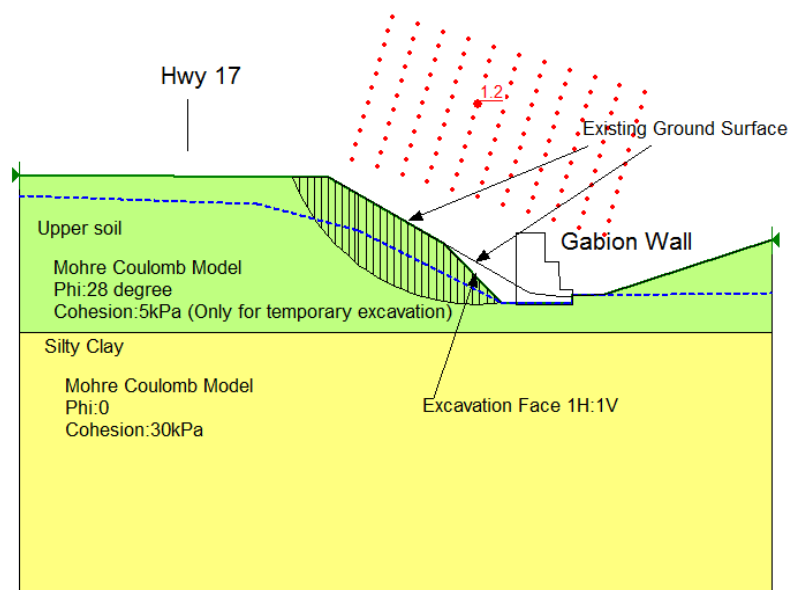 Hwy 17
1.2
Existing Ground Surface
Upper soil
Gabion Wall
Mohre Coulomb Model
Phi:28 degree
Cohesion:5kPa (Only for temporary excavation)
Silty Clay
Mohre Coulomb Model
Phi:0
Cohesion:30kPa
Excavation Face 1H:1V